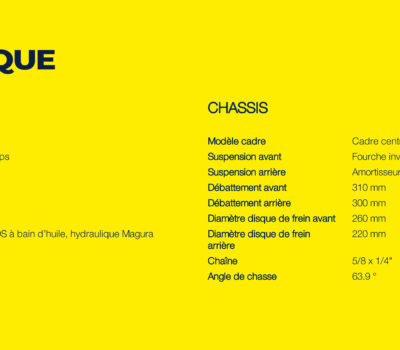 QUE
CHASSIS
Modèle cadre Cadre cent
ps Suspension avant Fourche inv
Suspension arrière Amortisseur
Débattement avant 310 mm
Débattement arrière 300 mm
Diamètre disque de frein avant 260 mm
S à bain d'huile, hydraulique Magura Diamètre disque de frein 220 mm
arrière
Chaîne 5/8 x 1/4"
Angle de chasse 63.9 °